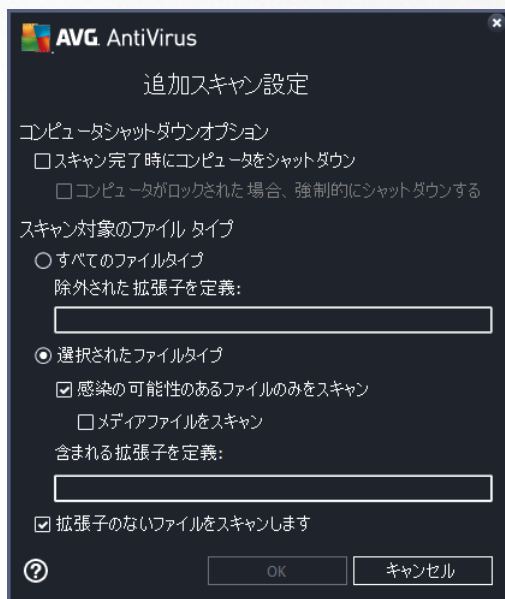 AVG AntiVirus
追加スキャン設定
コンピュータシャットダウンオプション
スキャン完了時にコンピュータをシャットダウン
コンピュータがロックされた場合、強制的にシャットダウンする
スキャン対象のファイル タイプ
すべてのファイルタイプ
除外された拡張子を定義:
選択されたファイルタイプ
感染の可能性のあるファイルのみをスキャン
メディアファイルをスキャン
含まれる拡張子を定義:
拡張子のないファイルをスキャンします
OK キャンセル